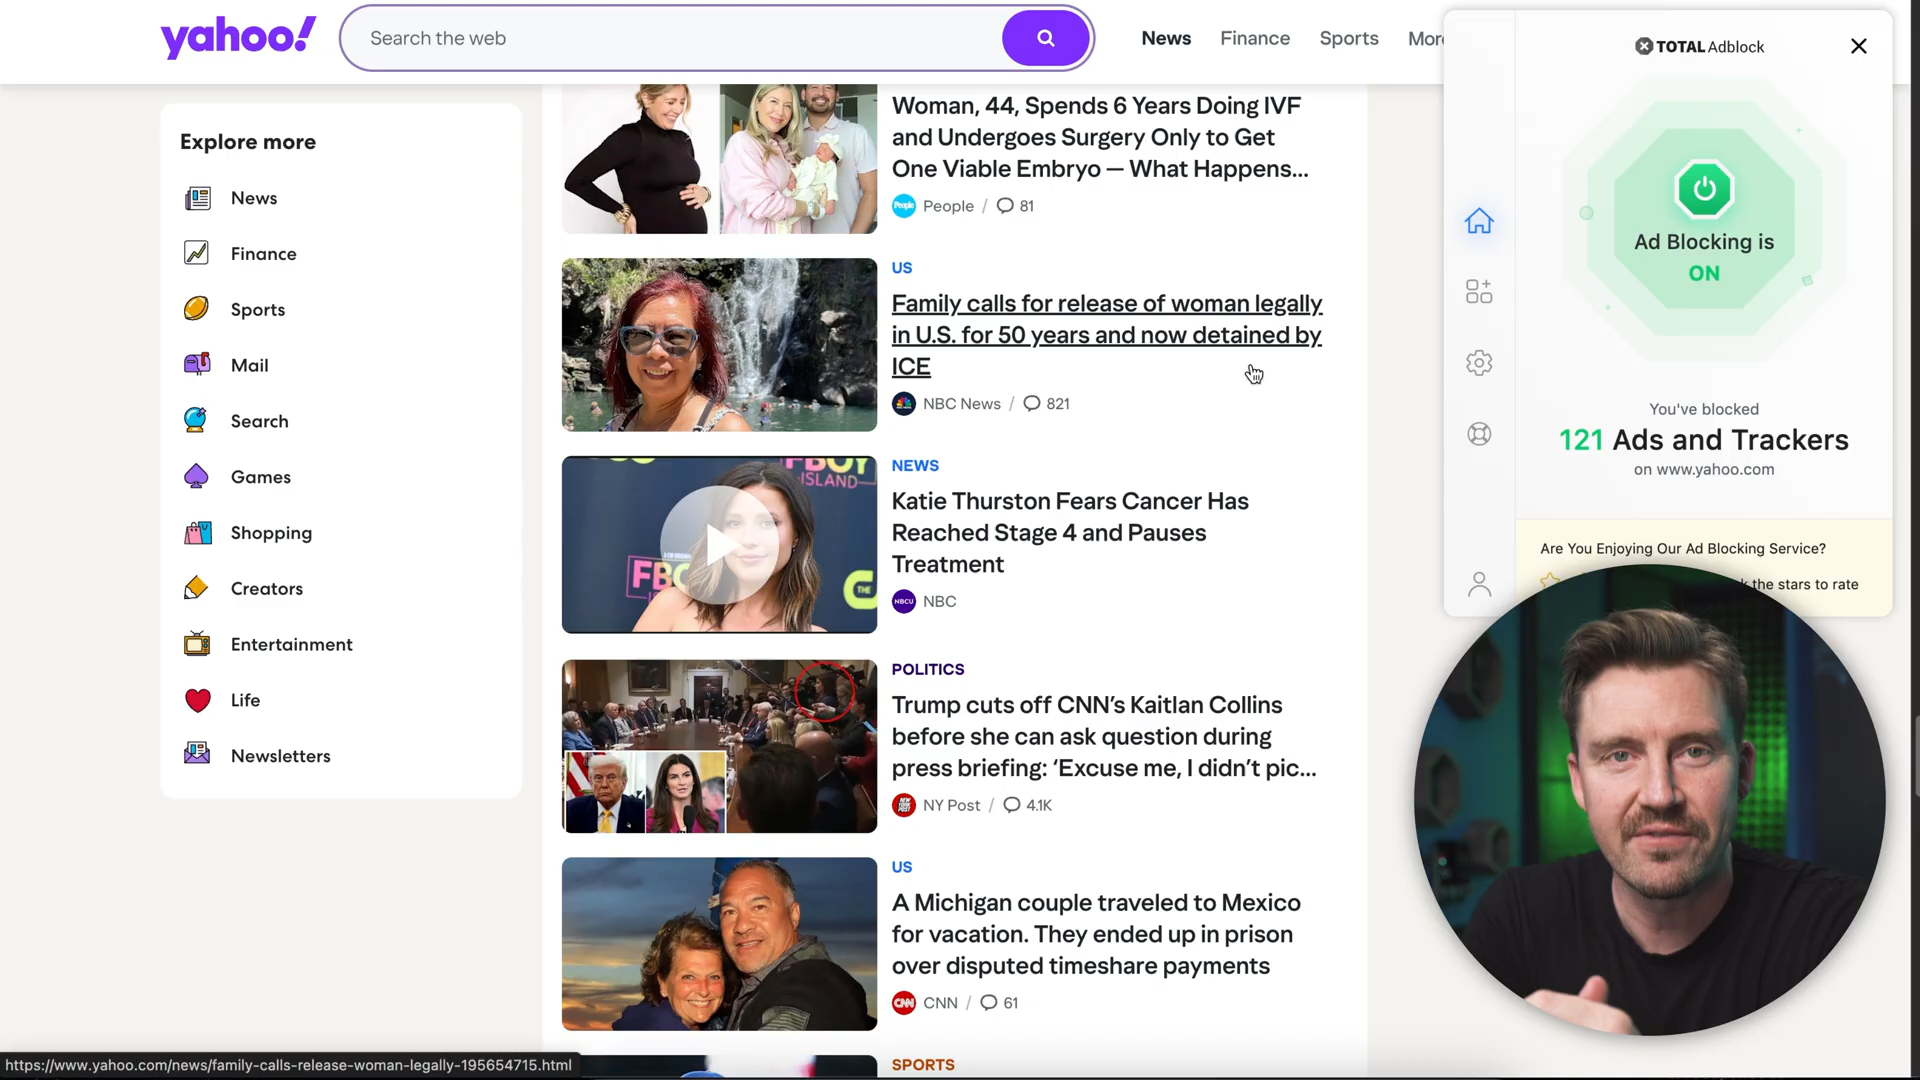 yahoo!
Search the web
News
Finance
Sports
More
Explore more
News
Finance
Sports
Mail
Search
Games
Shopping
Creators
Entertainment
Life
Newsletters
Woman, 44, Spends 6 Years Doing IVF
and Undergoes Surgery Only to Get
One Viable Embryo — What Happens...
People / 81
US
Family calls for release of woman legally
in U.S. for 50 years and now detained by
ICE
NBC News / 821
FBOY
ISLAND
NEWS
Katie Thurston Fears Cancer Has
Reached Stage 4 and Pauses
Treatment
NBCU NBC
POLITICS
Trump cuts off CNN’s Kaitlan Collins
before she can ask question during
press briefing: ‘Excuse me, I didn’t pic...
NY Post / 4.1K
US
A Michigan couple traveled to Mexico
for vacation. They ended up in prison
over disputed timeshare payments
CNN CNN / 61
SPORTS
https://www.yahoo.com/news/family-calls-release-woman-legally-195654715.html
TOTAL Adblock
Ad Blocking is
ON
You've blocked
121 Ads and Trackers
on www.yahoo.com
Are You Enjoying Our Ad Blocking Service?
the stars to rate